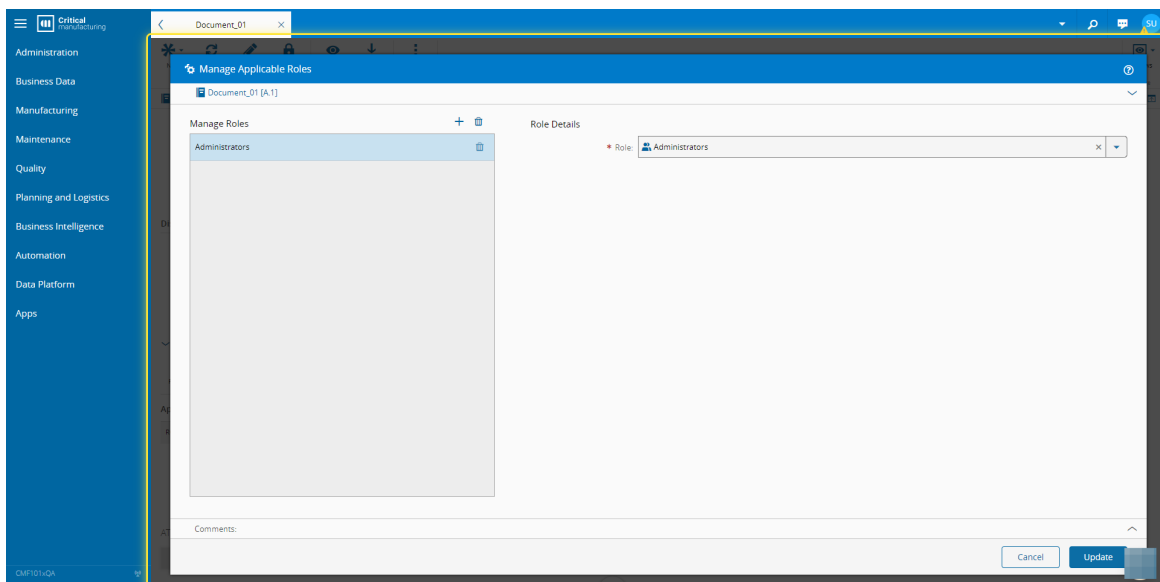 Critical
manufacturing
Document_01
SU
Administration
Business Data
Manufacturing
Maintenance
Quality
Planning and Logistics
Business Intelligence
Automation
Data Platform
Apps
CMF101xQA
Manage Applicable Roles
Document_01 [A.1]
Manage Roles
Administrators
Role Details
* Role: Administrators
Comments:
Cancel
Update